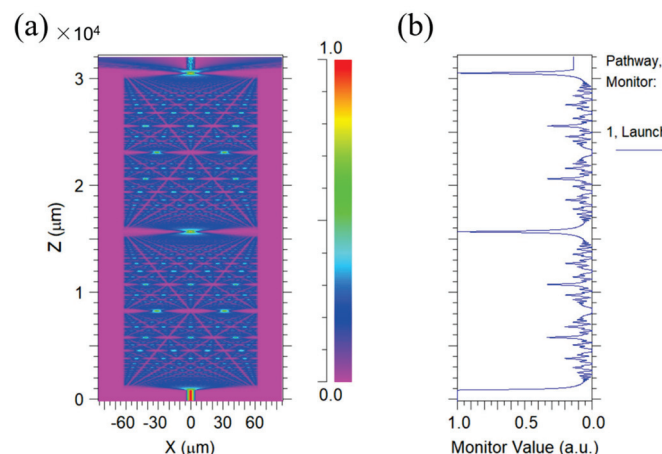 (a)
×10⁴
3
2
1
0
Z (μm)
-60 -30 0 30 60
X (μm)
1.0
0.0
(b)
1.0 0.5 0.0
Monitor Value (a.u.)
Pathway,
Monitor:
1, Launch